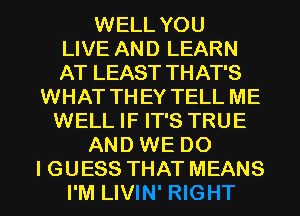 WELL YOU
LIVE AND LEARN
AT LEAST THAT'S
WHAT THEY TELL ME
WELL IF IT'S TRUE
AND WE DO
I GUESS THAT MEANS
I'M LIVIN' RIGHT